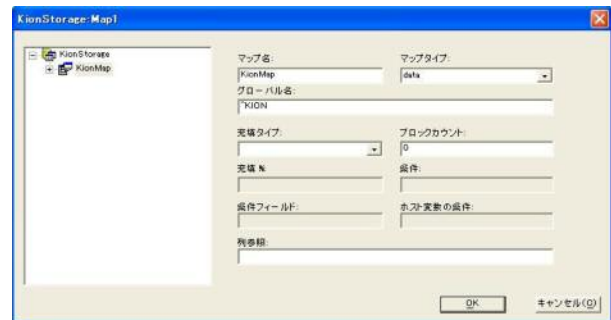 KionStorage:Map1
KionStorage
KionMap
マップ名:
マップタイプ:
KionMap
data
グローバル名:
^KION
充填タイプ:
ブロックカウント:
0
充填 %
条件:
条件フィールド:
ホスト変数の条件:
列参照:
OK
キャンセル(Q)